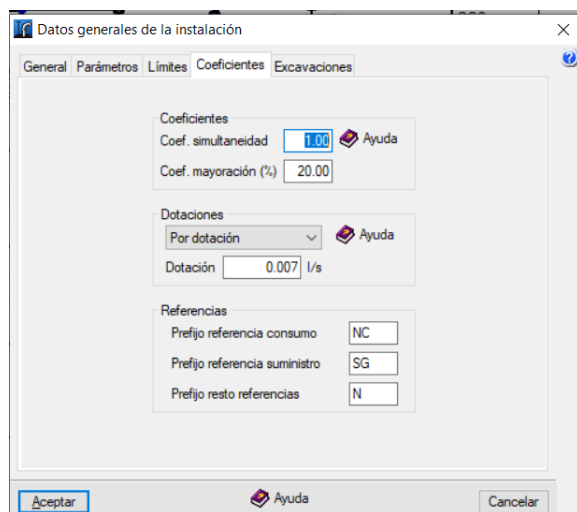 Datos generales de la instalación
General Parámetros Límites Coeficientes Excavaciones
Coeficientes
Coef. simultaneidad 1.00 Ayuda
Coef. mayoración (%) 20.00
Dotaciones
Por dotación Ayuda
Dotación 0.007 l/s
Referencias
Prefijo referencia consumo NC
Prefijo referencia suministro SG
Prefijo resto referencias N
Aceptar Ayuda Cancelar